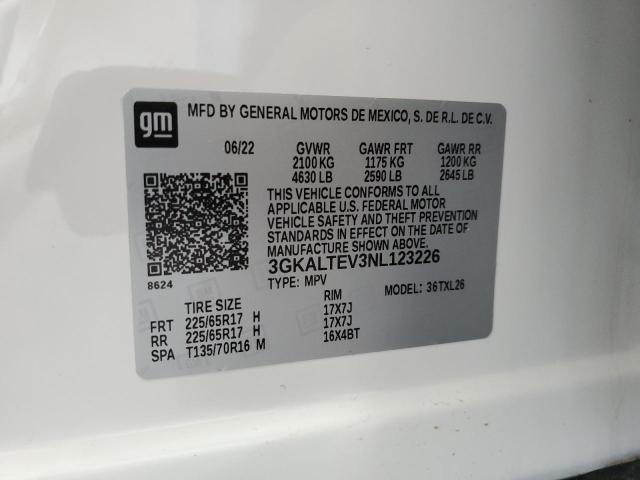 gm
MFD BY GENERAL MOTORS DE MEXICO, S. DE R.L. DE C.V.
06/22 GVWR GAWR FRT GAWR RR
2100 KG 1175 KG 1200 KG
4630 LB 2590 LB 2645 LB
THIS VEHICLE CONFORMS TO ALL
APPLICABLE U.S. FEDERAL MOTOR
VEHICLE SAFETY AND THEFT PREVENTION
STANDARDS IN EFFECT ON THE DATE OF
MANUFACTURE SHOWN ABOVE.
3GKALTEV3NL123226
8624
TYPE: MPV MODEL: 36TXL26
TIRE SIZE RIM
FRT 225/65R17 H 17X7J
RR 225/65R17 H 17X7J
SPA T135/70R16 M 16X4BT